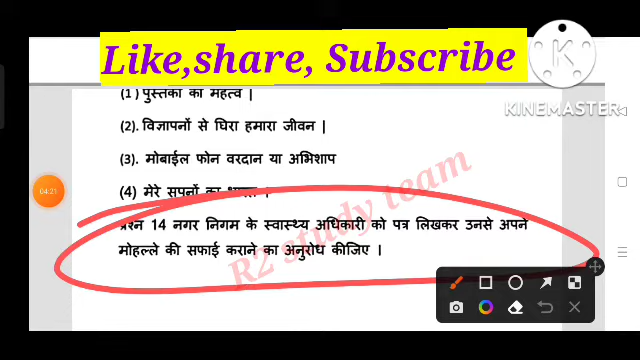 Like,share, Subscribe
KINEMASTER
(1) पुस्तको का महत्व |
(2). विज्ञापनों से घिरा हमारा जीवन |
(3). मोबाईल फोन वरदान या अभिशाप
04:21
(4) मेरे सपनों का
प्रश्न 14 नगर निगम के स्वास्थ्य अधिकारी को पत्र लिखकर उनसे अपने
मोहल्ले की सफाई कराने का अनुरोध कीजिए |
R2 study team